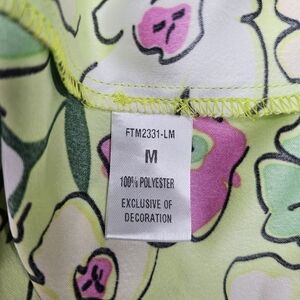 FTM2331-LM
M
100% POLYESTER
EXCLUSIVE OF
DECORATION